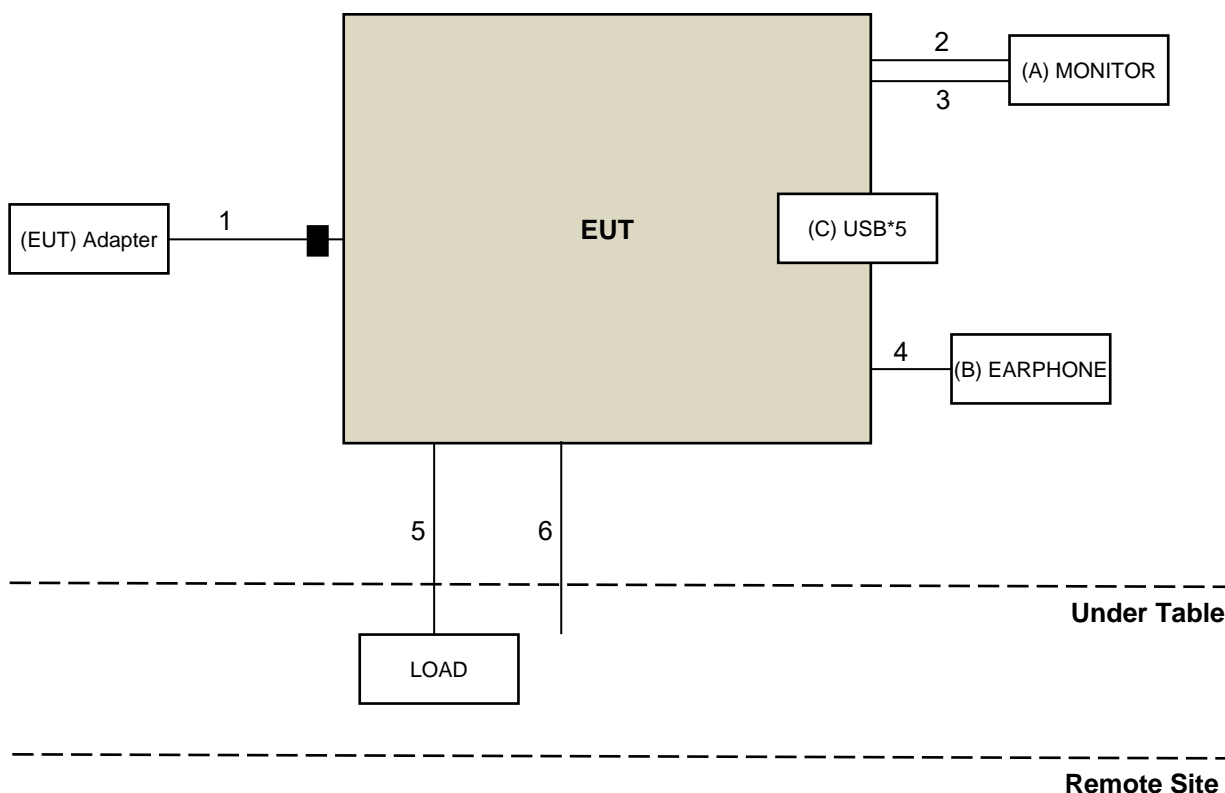 2
(A) MONITOR
3
(EUT) Adapter
1
EUT
(C) USB*5
4
(B) EARPHONE
5
6
Under Table
LOAD
Remote Site